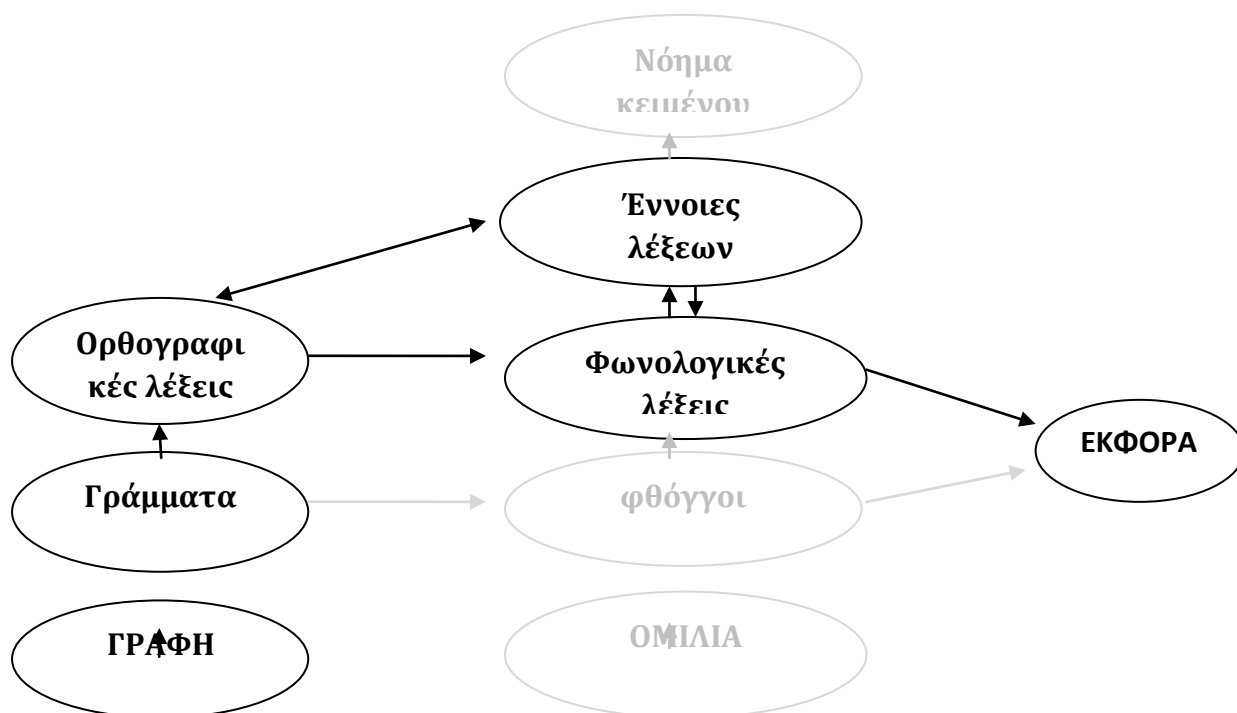 Νόημα
κειμένου
Έννοιες
λέξεων
Ορθογραφι
κές λέξεις
Φωνολογικές
λέξεις
ΕΚΦΟΡΑ
Γράμματα
φθόγγοι
ΓΡΑΦΗ
ΟΜΙΛΙΑ